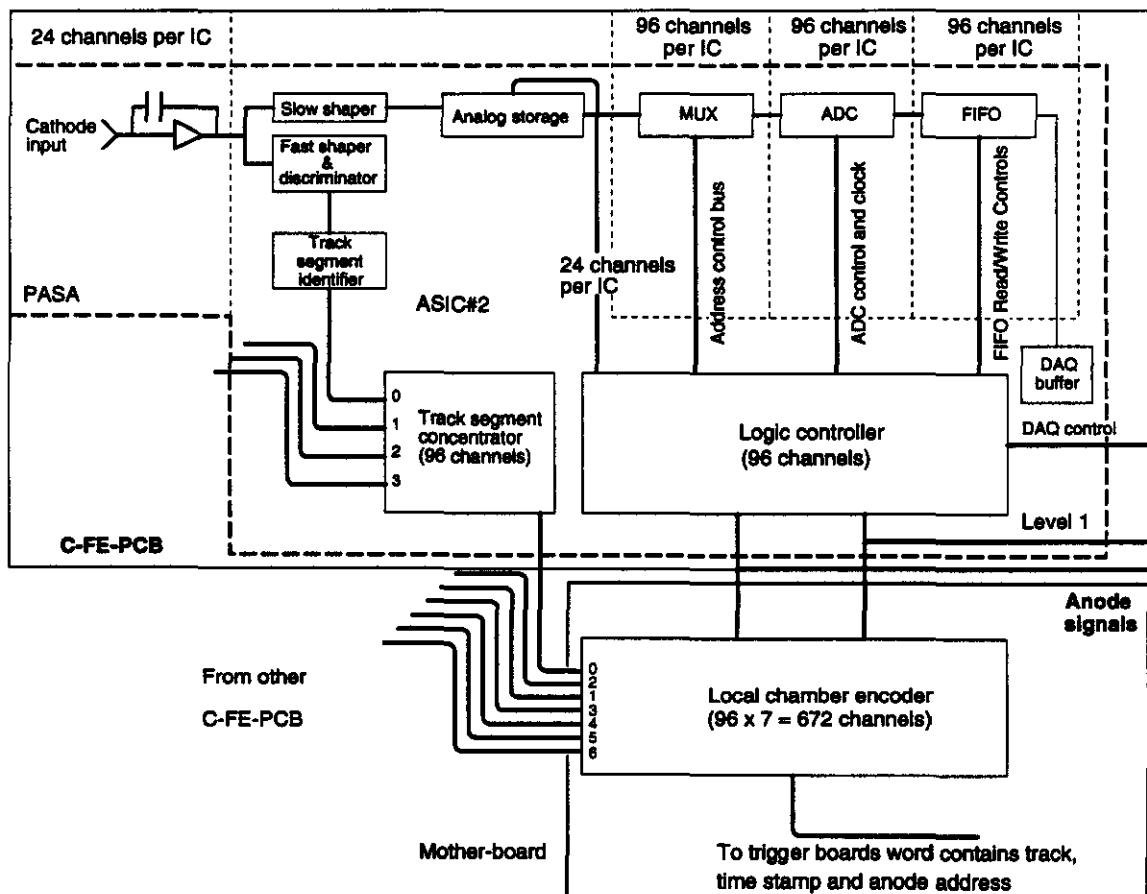 24 channels per IC
96 channels
per IC
96 channels
per IC
96 channels
per IC
Cathode
input
Slow shaper
Fast shaper
&
discriminator
Analog storage
MUX
ADC
FIFO
Track
segment
identifier
24 channels
per IC
Address control bus
ADC control and clock
FIFO Read/Write Controls
PASA
ASIC#2
DAQ
buffer
0
1
2
3
Track segment
concentrator
(96 channels)
Logic controller
(96 channels)
DAQ control
Level 1
C-FE-PCB
Anode
signals
From other
C-FE-PCB
0
2
1
3
4
5
6
Local chamber encoder
(96 x 7 = 672 channels)
Mother-board
To trigger boards word contains track,
time stamp and anode address